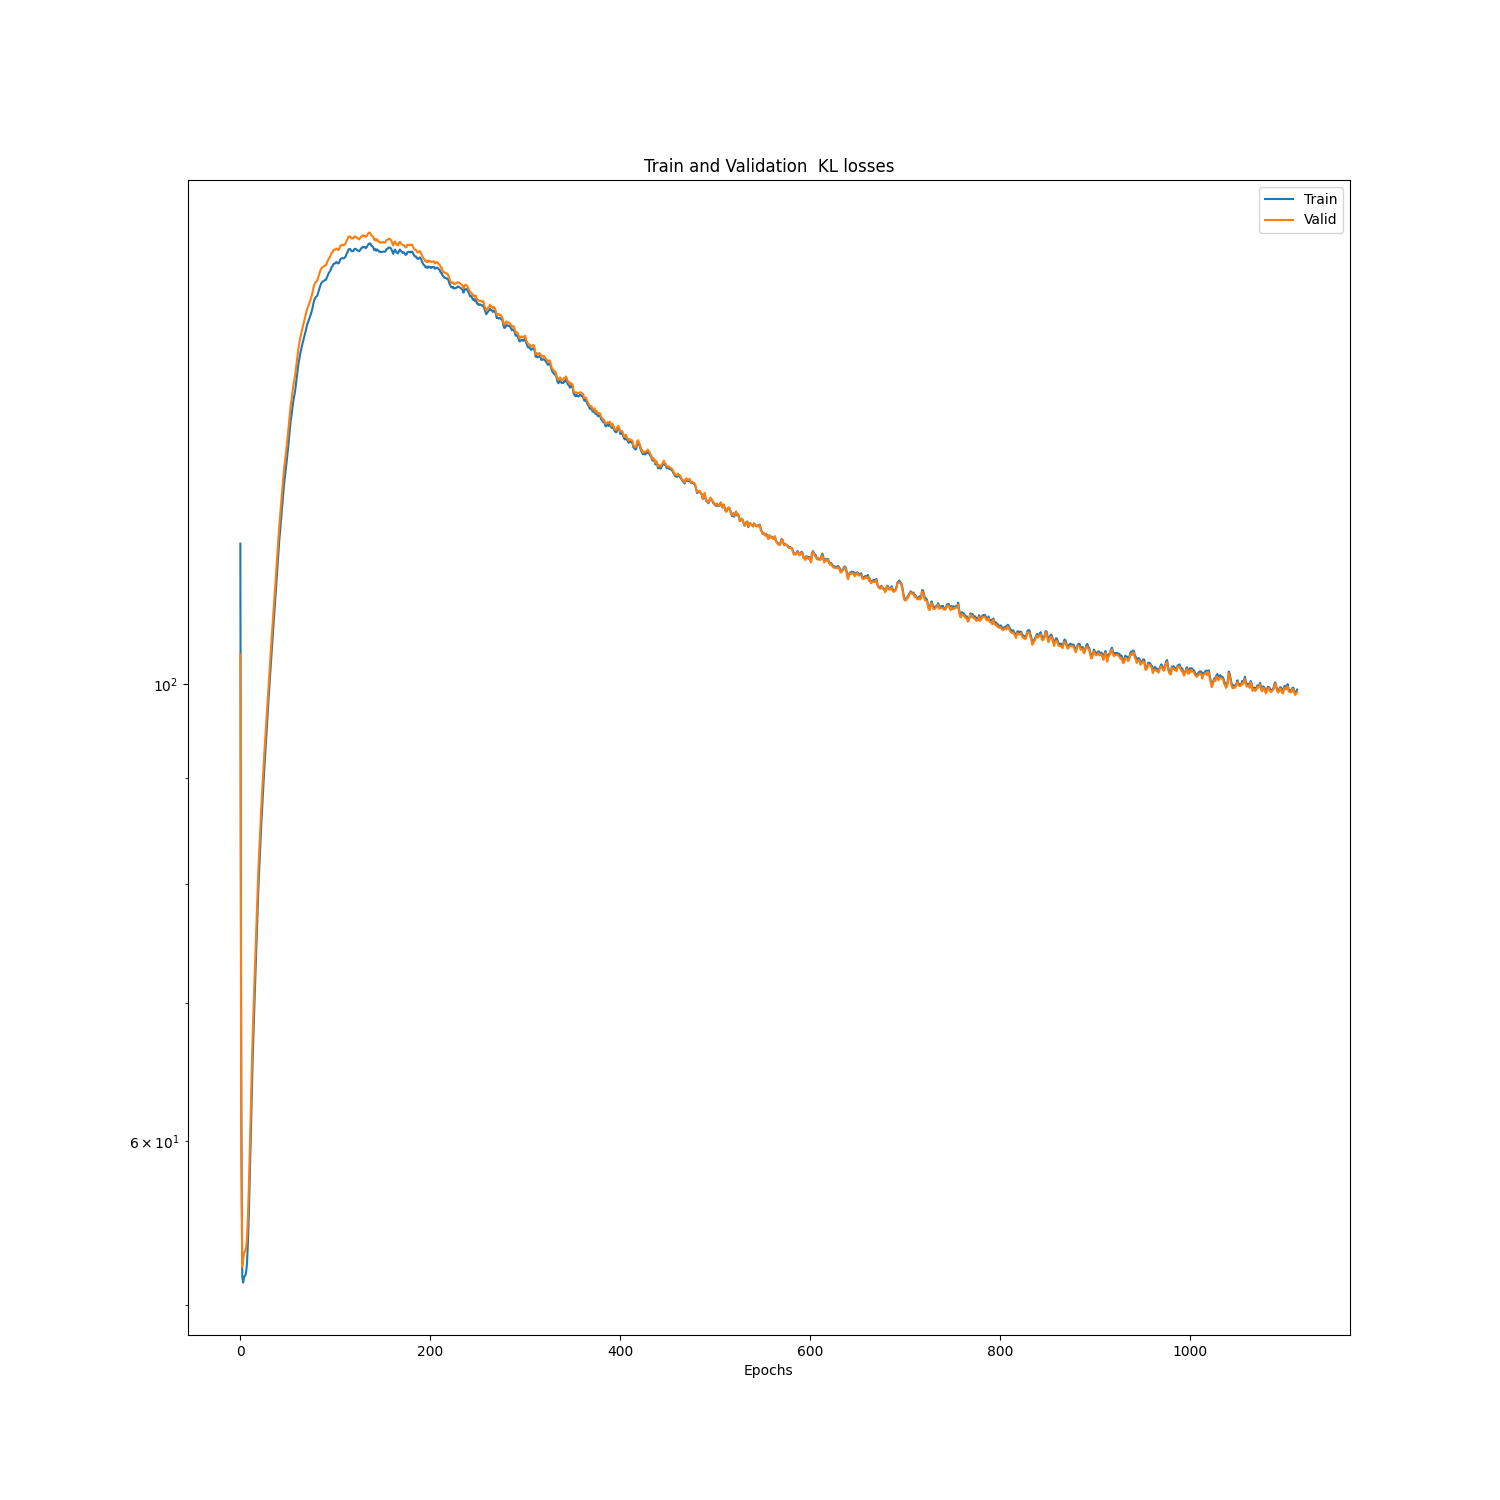 Train and Validation  KL losses
Train
Valid
10²
6 × 10¹
0 200 400 600 800 1000
Epochs